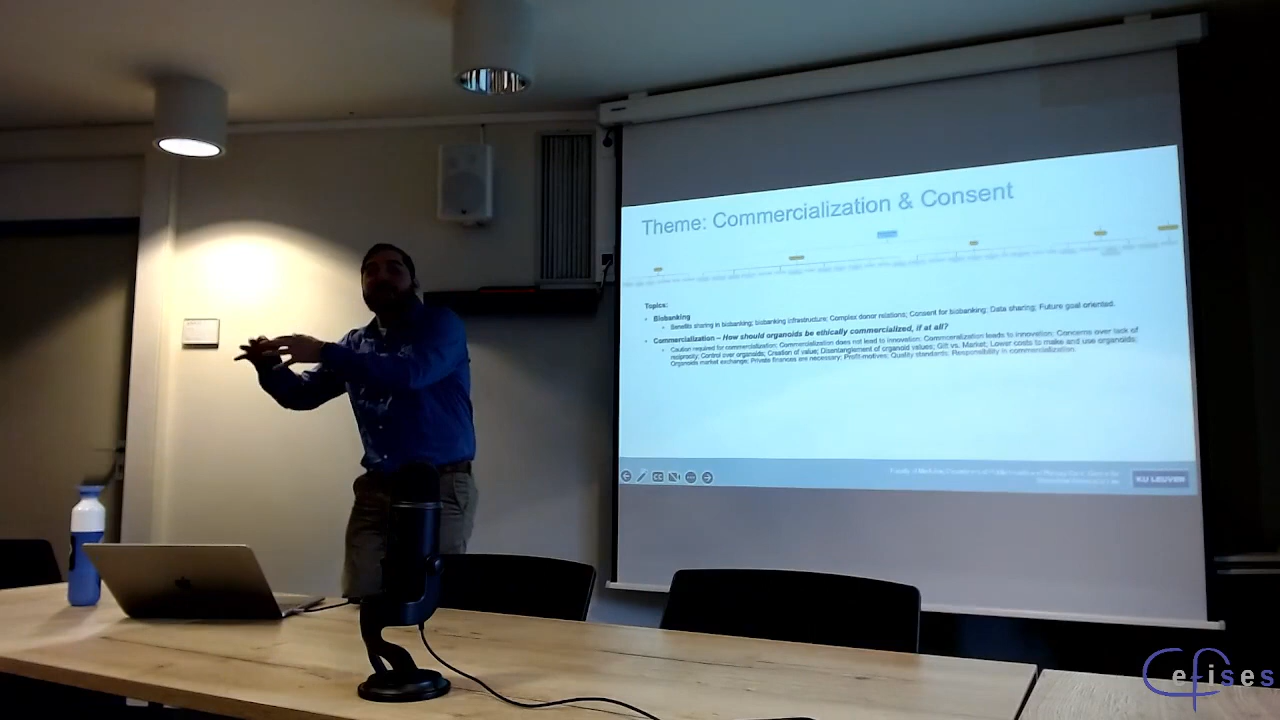 Theme: Commercialization & Consent
Topics:
• Biobanking
• Benefits sharing in biobanking; biobanking infrastructure; Complex donor relations; Consent for biobanking; Data sharing; Future goal oriented.
• Commercialization – How should organoids be ethically commercialized, if at all?
• Caution required for commercialization; Commercialization does not lead to innovation; Commercialization leads to innovation; Concerns over lack of
reciprocity; Control over organoids; Creation of value; Disentanglement of organoid values; Gift vs. Market; Lower costs to make and use organoids;
Organoids market exchange; Private finances are necessary; Profit-motives; Quality standards; Responsibility in commercialization.
KU LEUVEN
Cefises